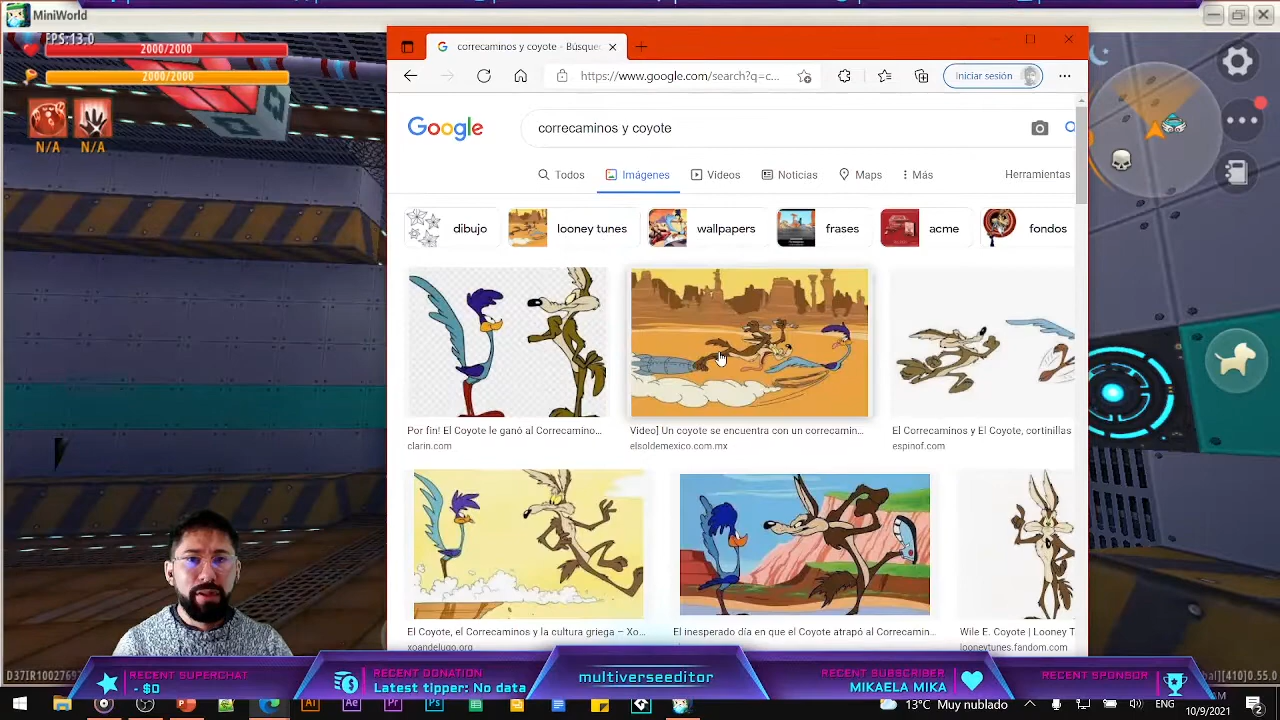 MiniWorld
FPS:13.0
2000/2000
2000/2000
N/A N/A
correcaminos y coyote - Búsque
https://www.google.com/search?q=c...
Iniciar sesión
Google
correcaminos y coyote
Todos Imágenes Videos Noticias Maps Más Herramientas
dibujo looney tunes wallpapers frases acme fondos
Por fin! El Coyote le ganó al Correcamino...
clarin.com
Video] Un coyote se encuentra con un correcamin...
elsoldemexico.com.mx
El Correcaminos y El Coyote, cortinillas
espinof.com
El Coyote, el Correcaminos y la cultura griega – Xo...
xoandelugo.org
El inesperado día en que el Coyote atrapó al Correcamin...
Wile E. Coyote | Looney T
looneytunes.fandom.com
RECENT SUPERCHAT
- $0
RECENT DONATION
Latest tipper: No data
multiverseeditor
RECENT SUBSCRIBER
MIKAELA MIKA
RECENT SPONSOR
13°C Muy nublado
10/9/2021